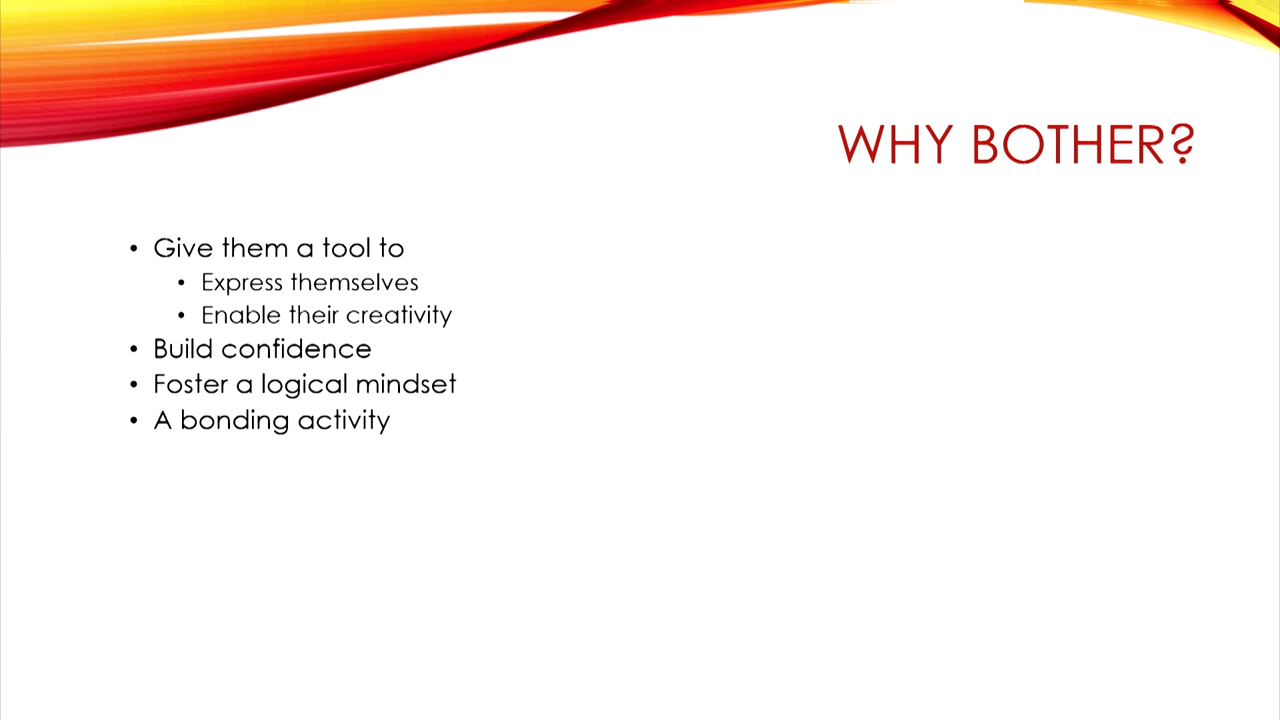 WHY BOTHER?
• Give them a tool to
• Express themselves
• Enable their creativity
• Build confidence
• Foster a logical mindset
• A bonding activity